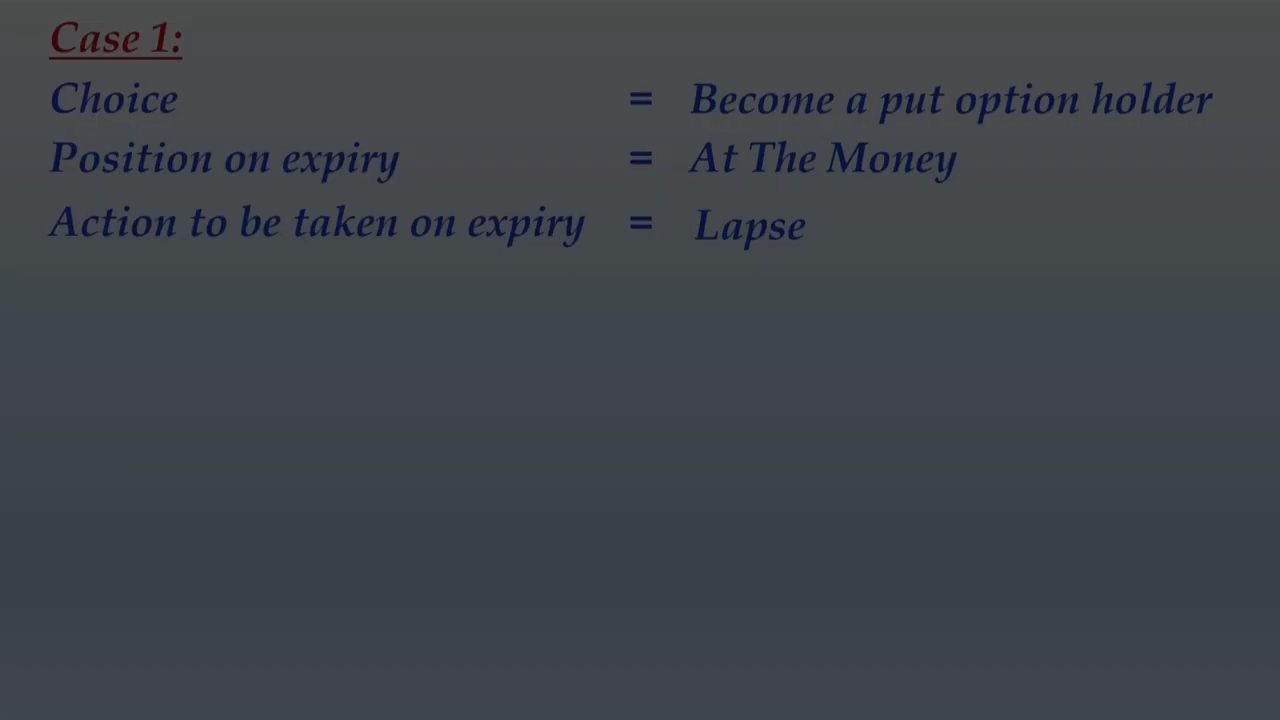 Case 1:
Choice = Become a put option holder
Position on expiry = At The Money
Action to be taken on expiry = Lapse